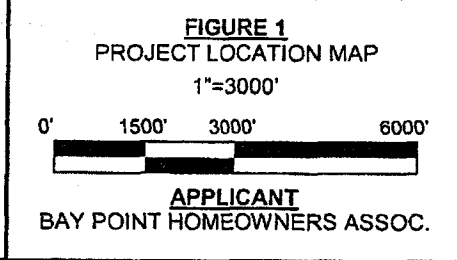 FIGURE 1
PROJECT LOCATION MAP
1"=3000'
0' 1500' 3000' 6000'
APPLICANT
BAY POINT HOMEOWNERS ASSOC.